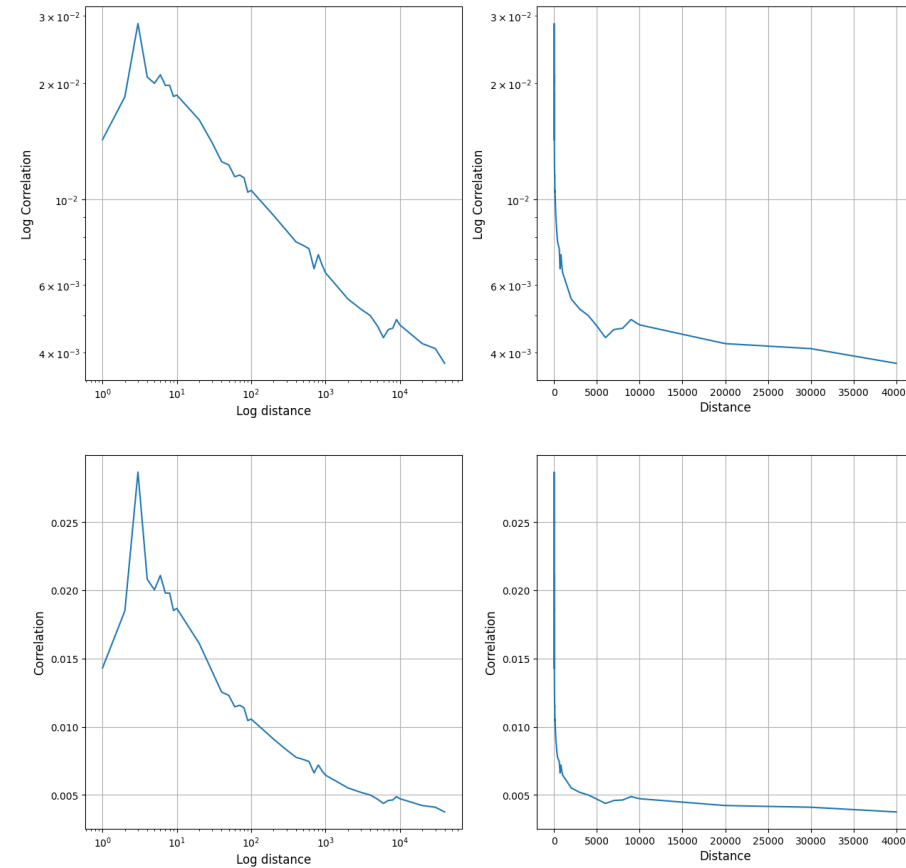 3 × 10⁻²
2 × 10⁻²
10⁻²
6 × 10⁻³
4 × 10⁻³
Log Correlation
10⁰ 10¹ 10² 10³ 10⁴
Log distance
3 × 10⁻²
2 × 10⁻²
10⁻²
6 × 10⁻³
4 × 10⁻³
Log Correlation
0 5000 10000 15000 20000 25000 30000 35000 4000
Distance
0.025
0.020
0.015
0.010
0.005
Correlation
10⁰ 10¹ 10² 10³ 10⁴
Log distance
0.025
0.020
0.015
0.010
0.005
Correlation
0 5000 10000 15000 20000 25000 30000 35000 4000
Distance